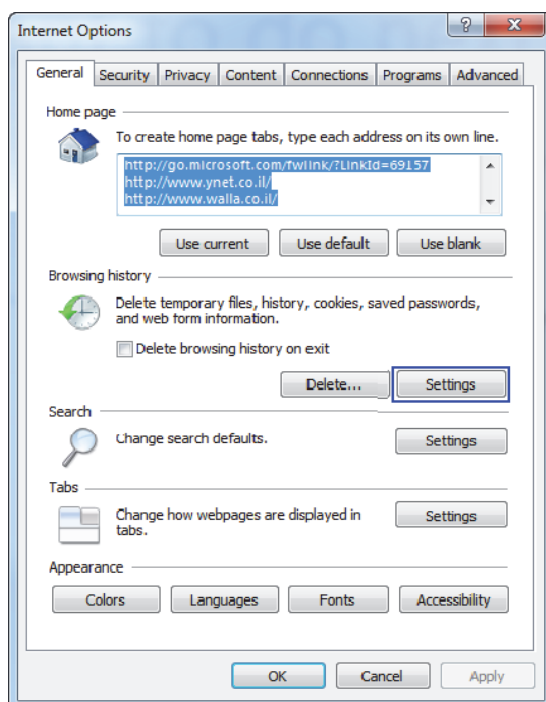 Internet Options
General Security Privacy Content Connections Programs Advanced
Home page
To create home page tabs, type each address on its own line.
http://go.microsoft.com/fwlink/?LinkId=69157
http://www.ynet.co.il/
http://www.walla.co.il/
Use current Use default Use blank
Browsing history
Delete temporary files, history, cookies, saved passwords,
and web form information.
Delete browsing history on exit
Delete... Settings
Search
Change search defaults. Settings
Tabs
Change how webpages are displayed in
tabs. Settings
Appearance
Colors Languages Fonts Accessibility
OK Cancel Apply